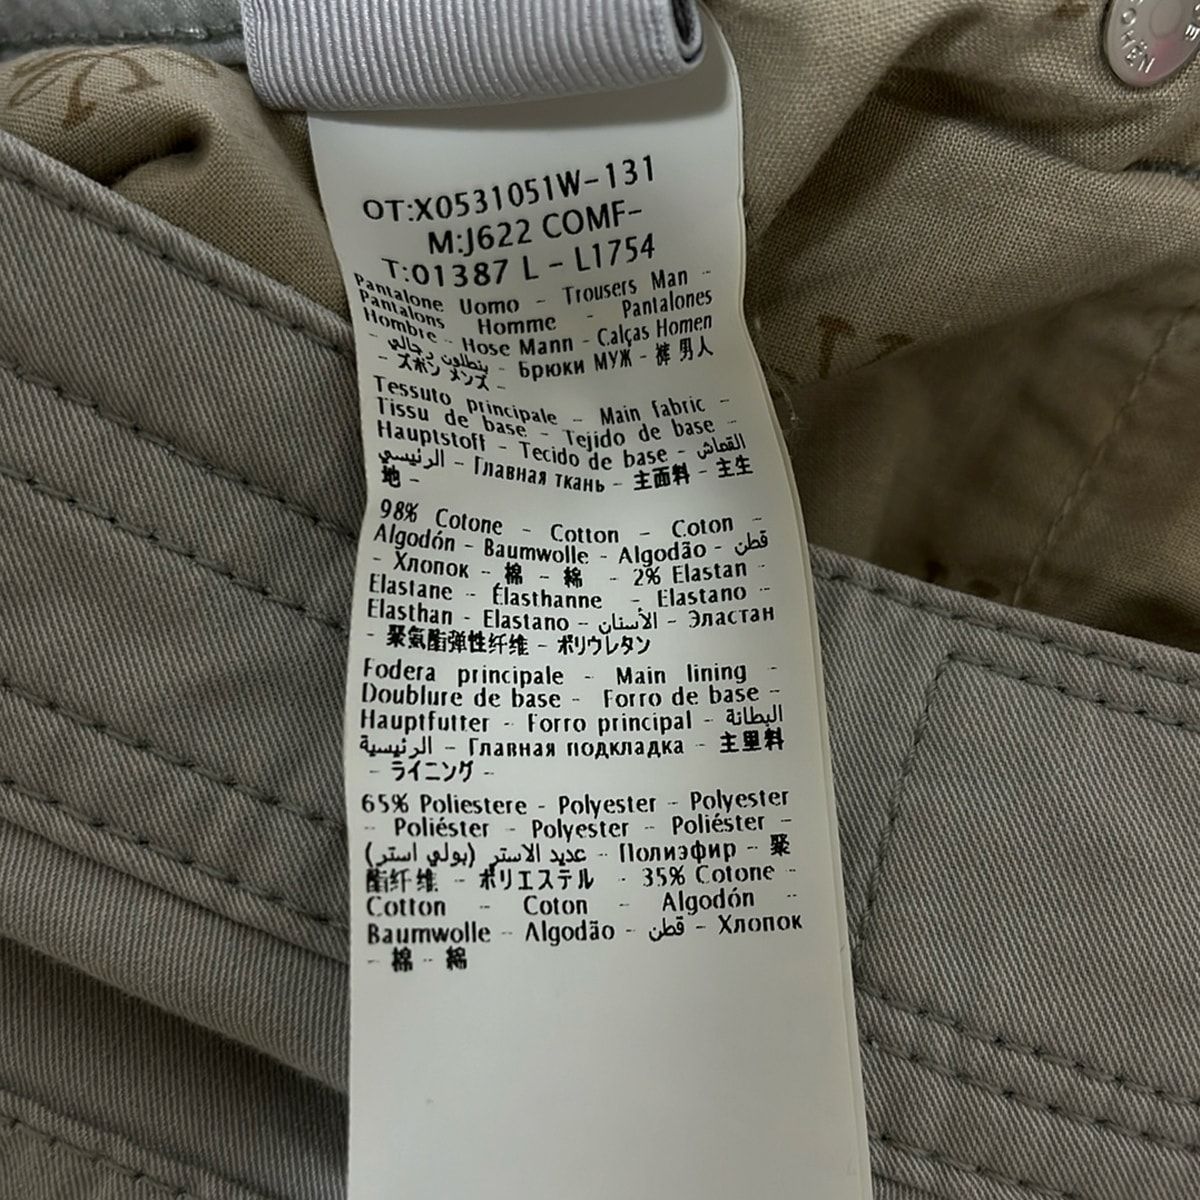 OT:X0531051W-131
M:J622 COMF-
T:01387 L - L1754
Pantalone Uomo - Trousers Man -
Pantalons Homme - Pantalones
Hombre - Hose Mann - Calças Homen
- بنطلون رجالي - Брюки МУЖ - 裤 男人
- ズボン メンズ -
Tessuto principale - Main fabric -
Tissu de base - Tejido de base -
Hauptstoff - Tecido de base - القماش
الرئيسي - Главная ткань - 主面料 - 主生
地 -
98% Cotone - Cotton - Coton -
Algodón - Baumwolle - Algodão - قطن
- Хлопок - 棉 - 綿 - 2% Elastan -
Elastane - Élasthanne - Elastano -
Elasthan - Elastano - الأسنان - Эластан
- 聚氨酯弹性纤维 - ポリウレタン
Fodera principale - Main lining -
Doublure de base - Forro de base -
Hauptfutter - Forro principal - البطانة
الرئيسية - Главная подкладка - 主里料
- ライニング -
65% Poliestere - Polyester - Polyester
- Poliéster - Polyester - Poliéster -
عديد الاستر (بولي استر) - Полиэфир - 聚
酯纤维 - ポリエステル - 35% Cotone -
Cotton - Coton - Algodón -
Baumwolle - Algodão - قطن - Хлопок
- 棉 - 綿